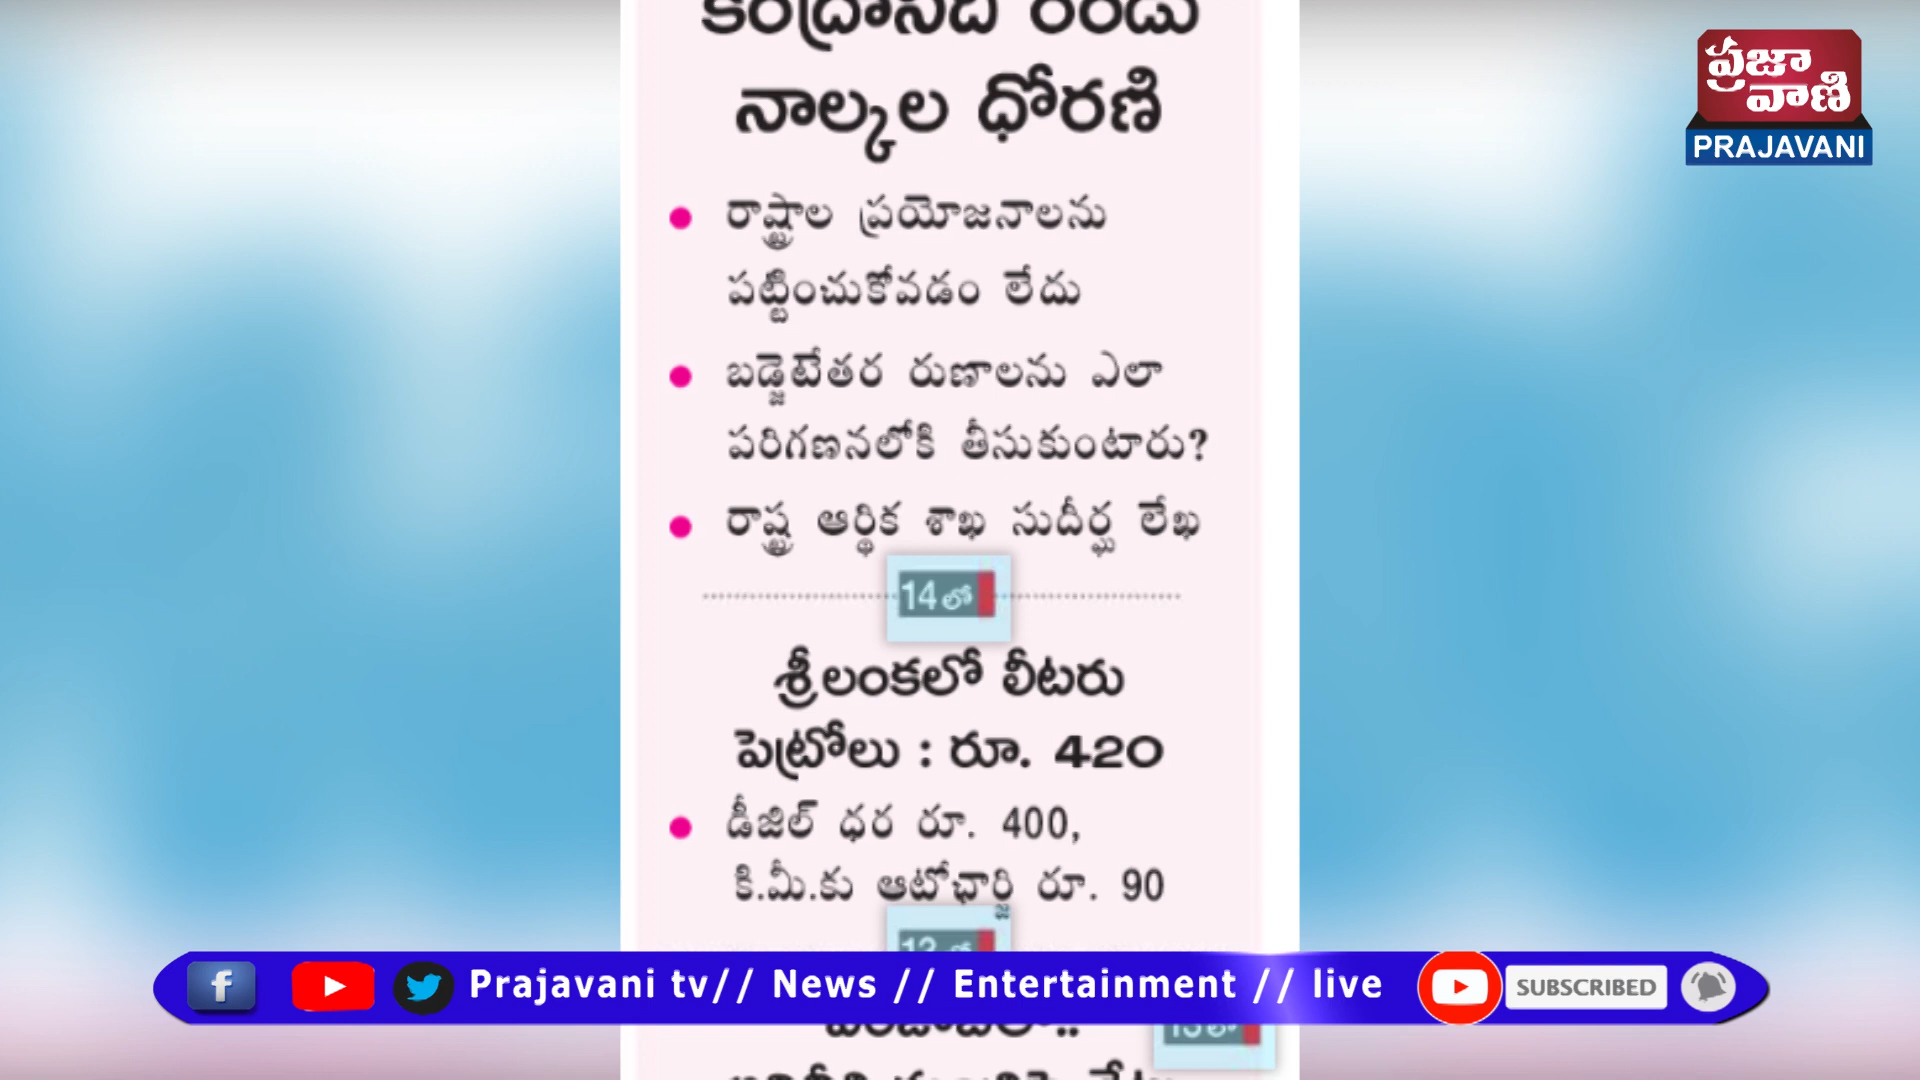 కేంద్రానిది రెండు
నాల్కల ధోరణి
రాష్ట్రాల ప్రయోజనాలను
పట్టించుకోవడం లేదు
బడ్జెటేతర రుణాలను ఎలా
పరిగణనలోకి తీసుకుంటారు?
రాష్ట్ర ఆర్థిక శాఖ సుదీర్ఘ లేఖ
14లో
శ్రీలంకలో లీటరు
పెట్రోలు : రూ. 420
డీజిల్ ధర రూ. 400,
కి.మీ.కు ఆటోఛార్జి రూ. 90
ప్రజా
వాణి
PRAJAVANI
Prajavani tv// News // Entertainment // live
SUBSCRIBED